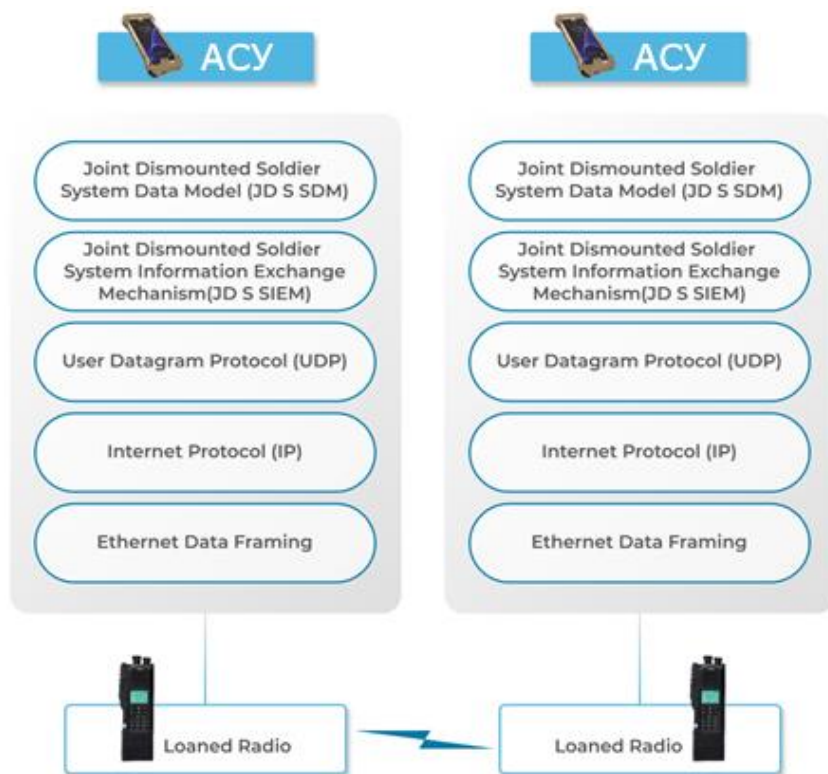 АСУ
Joint Dismounted Soldier
System Data Model (JD S SDM)
Joint Dismounted Soldier
System Information Exchange
Mechanism(JD S SIEM)
User Datagram Protocol (UDP)
Internet Protocol (IP)
Ethernet Data Framing
Loaned Radio
АСУ
Joint Dismounted Soldier
System Data Model (JD S SDM)
Joint Dismounted Soldier
System Information Exchange
Mechanism(JD S SIEM)
User Datagram Protocol (UDP)
Internet Protocol (IP)
Ethernet Data Framing
Loaned Radio